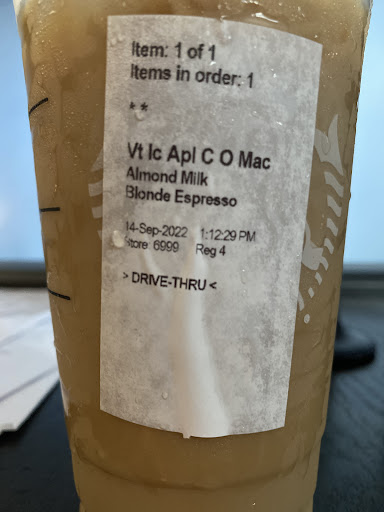 Item: 1 of 1
Items in order: 1
* *
Vt Ic Apl C O Mac
Almond Milk
Blonde Espresso
14-Sep-2022 1:12:29 PM
Store: 6999 Reg 4
> DRIVE-THRU <